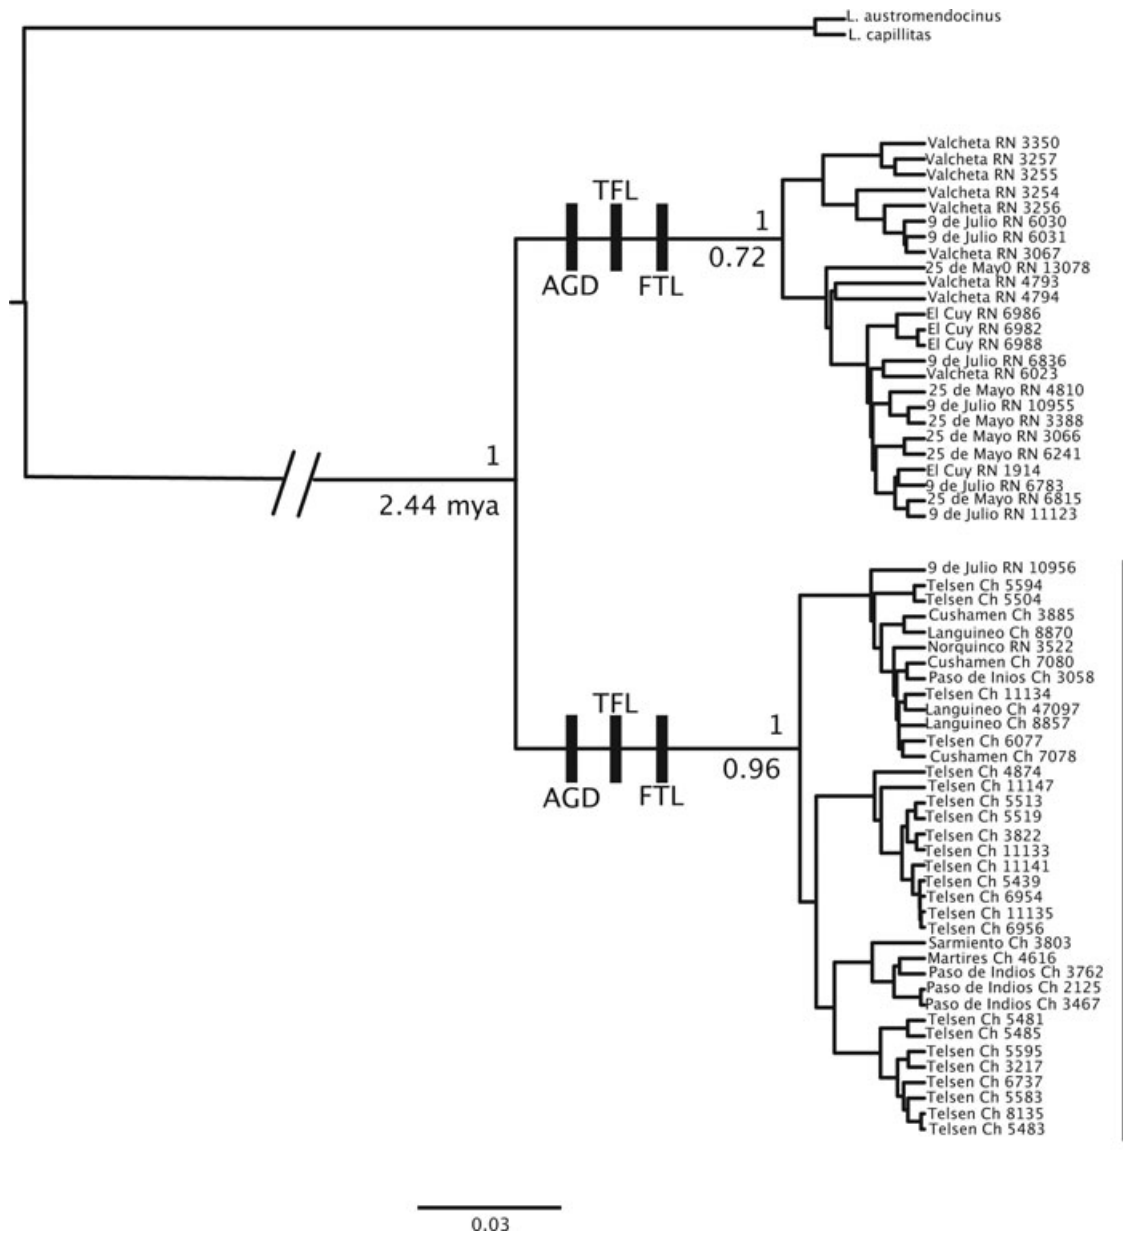 L. austromendocinus
L. capillitas
Valcheta RN 3350
Valcheta RN 3257
Valcheta RN 3255
Valcheta RN 3254
Valcheta RN 3256
9 de Julio RN 6030
9 de Julio RN 6031
Valcheta RN 3067
25 de May0 RN 13078
Valcheta RN 4793
Valcheta RN 4794
El Cuy RN 6986
El Cuy RN 6982
El Cuy RN 6988
9 de Julio RN 6836
Valcheta RN 6023
25 de Mayo RN 4810
9 de Julio RN 10955
25 de Mayo RN 3388
25 de Mayo RN 3066
25 de Mayo RN 6241
El Cuy RN 1914
9 de Julio RN 6783
25 de Mayo RN 6815
9 de Julio RN 11123
TFL
1
0.72
AGD
FTL
1
2.44 mya
9 de Julio RN 10956
Telsen Ch 5594
Telsen Ch 5504
Cushamen Ch 3885
Languineo Ch 8870
Norquinco RN 3522
Cushamen Ch 7080
Paso de Inios Ch 3058
Telsen Ch 11134
Languineo Ch 47097
Languineo Ch 8857
Telsen Ch 6077
Cushamen Ch 7078
Telsen Ch 4874
Telsen Ch 11147
Telsen Ch 5513
Telsen Ch 5519
Telsen Ch 3822
Telsen Ch 11133
Telsen Ch 11141
Telsen Ch 5439
Telsen Ch 6954
Telsen Ch 11135
Telsen Ch 6956
Sarmiento Ch 3803
Martires Ch 4616
Paso de Indios Ch 3762
Paso de Indios Ch 2125
Paso de Indios Ch 3467
Telsen Ch 5481
Telsen Ch 5485
Telsen Ch 5595
Telsen Ch 3217
Telsen Ch 6737
Telsen Ch 5583
Telsen Ch 8135
Telsen Ch 5483
TFL
1
0.96
AGD
FTL
0.03